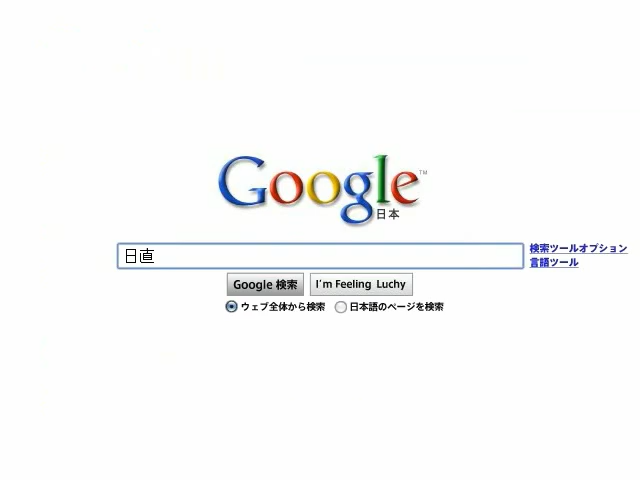 Google™
日本
日直
検索ツールオプション
言語ツール
Google 検索
I'm Feeling Luchy
ウェブ全体から検索
日本語のページを検索